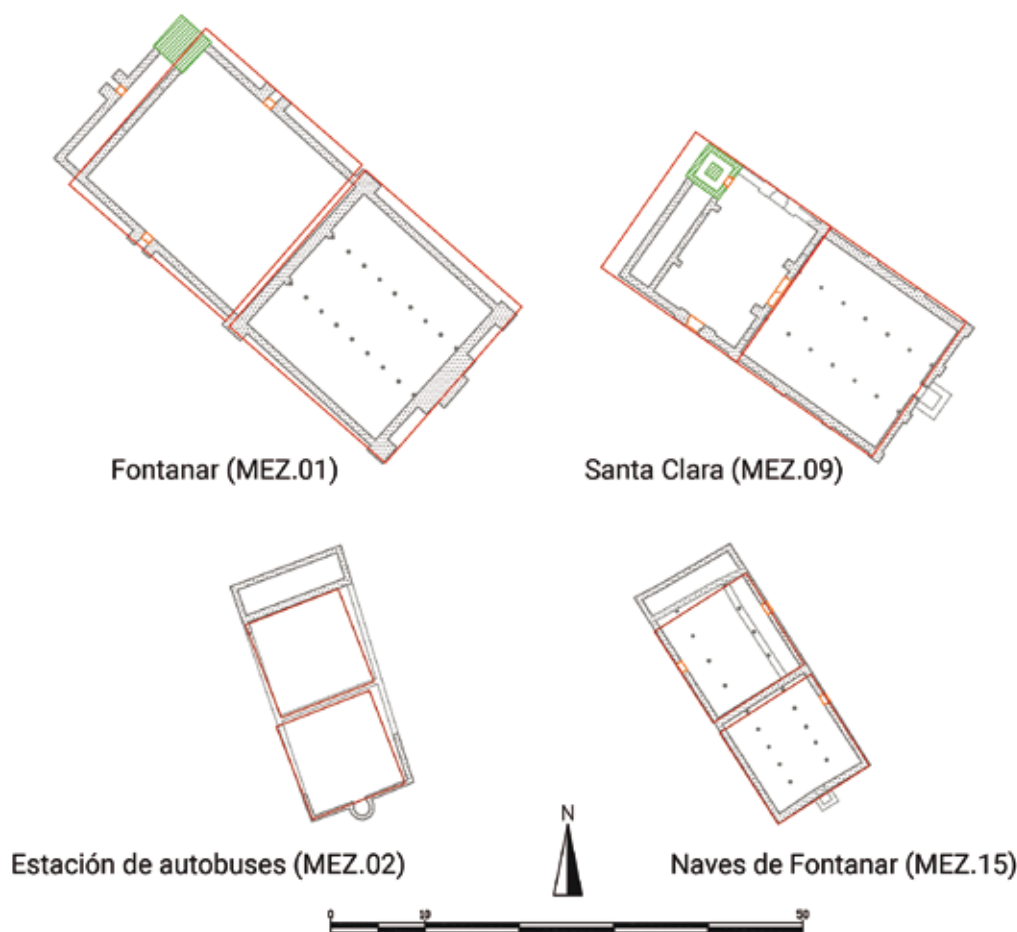 Fontanar (MEZ.01)
Santa Clara (MEZ.09)
Estación de autobuses (MEZ.02)
N
Naves de Fontanar (MEZ.15)
0 10 50